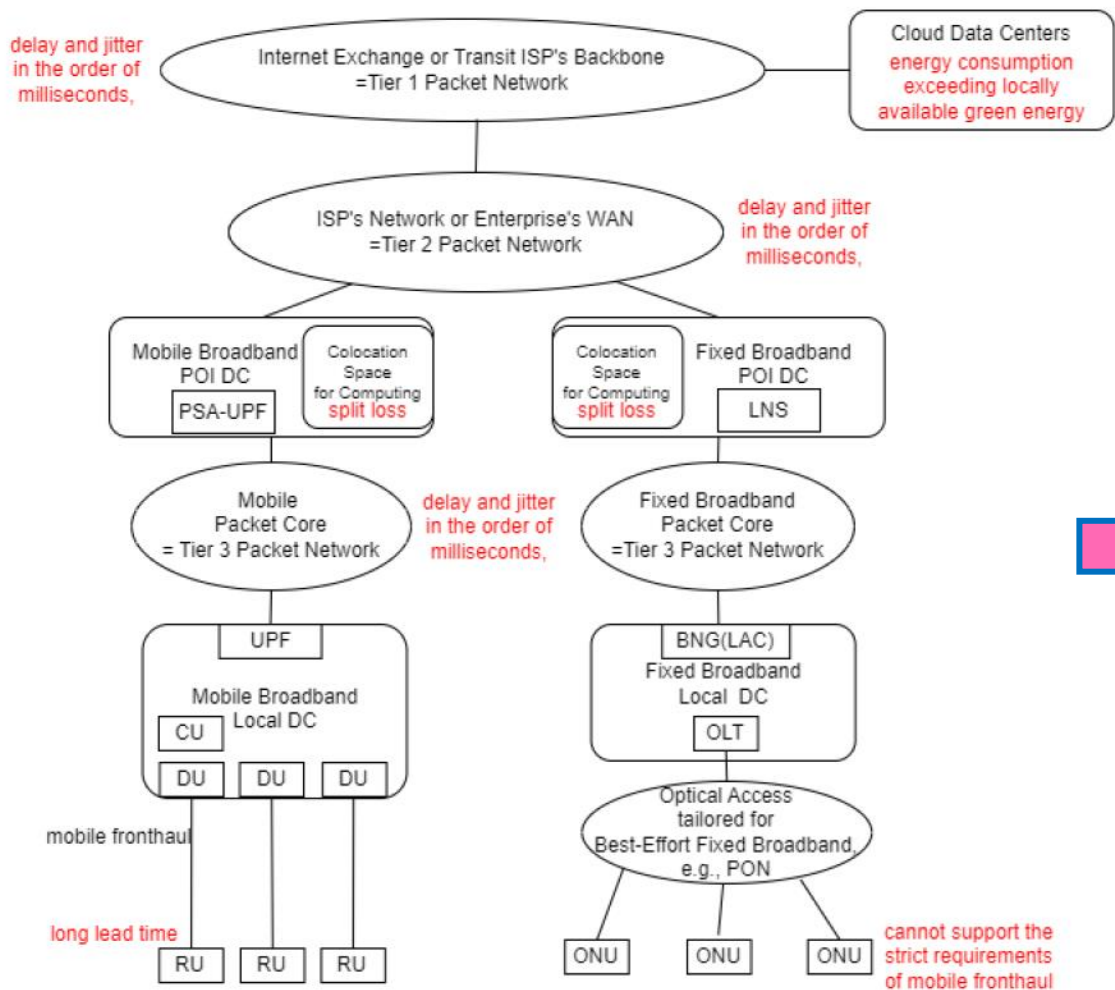 delay and jitter
in the order of
milliseconds,
Internet Exchange or Transit ISP's Backbone
=Tier 1 Packet Network
Cloud Data Centers
energy consumption
exceeding locally
available green energy
ISP's Network or Enterprise's WAN
=Tier 2 Packet Network
delay and jitter
in the order of
milliseconds,
Mobile Broadband
POI DC
PSA-UPF
Colocation
Space
for Computing
split loss
Colocation
Space
for Computing
split loss
Fixed Broadband
POI DC
LNS
Mobile
Packet Core
= Tier 3 Packet Network
delay and jitter
in the order of
milliseconds,
Fixed Broadband
Packet Core
=Tier 3 Packet Network
UPF
Mobile Broadband
Local DC
CU
DU
DU
DU
BNG(LAC)
Fixed Broadband
Local DC
OLT
mobile fronthaul
Optical Access
tailored for
Best-Effort Fixed Broadband,
e.g., PON
long lead time
RU
RU
RU
ONU
ONU
ONU
cannot support the
strict requirements
of mobile fronthaul